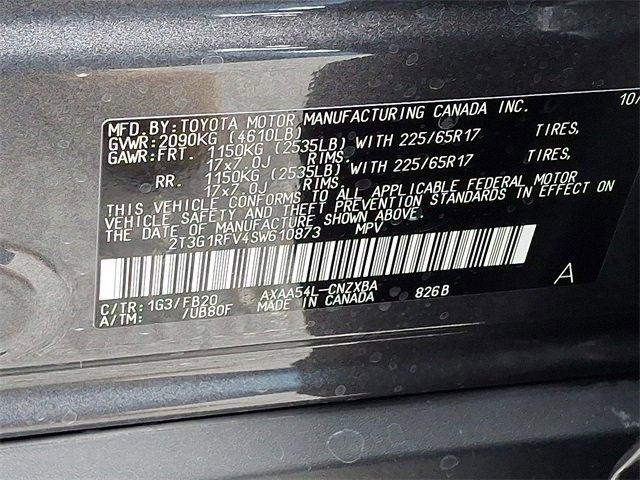 MFD. BY: TOYOTA MOTOR MANUFACTURING CANADA INC. 10/
GVWR: 2090KG (4610LB)
GAWR: FRT. 1150KG (2535LB) WITH 225/65R17 TIRES,
17x7.0J RIMS.
RR. 1150KG (2535LB) WITH 225/65R17 TIRES,
17x7.0J RIMS.
THIS VEHICLE CONFORMS TO ALL APPLICABLE FEDERAL MOTOR
VEHICLE SAFETY AND THEFT PREVENTION STANDARDS IN EFFECT ON
THE DATE OF MANUFACTURE SHOWN ABOVE.
2T3G1RFV4SW610873 MPV
C/TR: 1G3/FB20 AXAA54L-CNZXBA 826B A
A/TM: /UB80F MADE IN CANADA